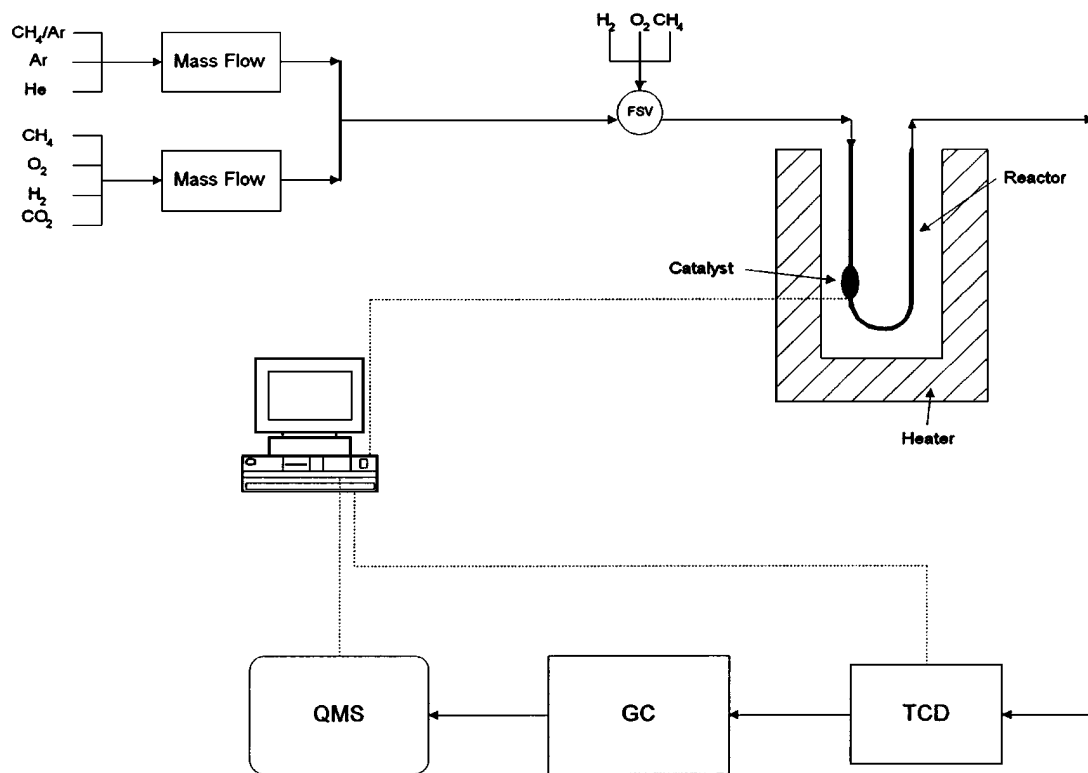 CH₄/Ar
Ar
He
Mass Flow
CH₄
O₂
H₂
CO₂
Mass Flow
H₂ O₂ CH₄
FSV
Reactor
Catalyst
Heater
QMS
GC
TCD